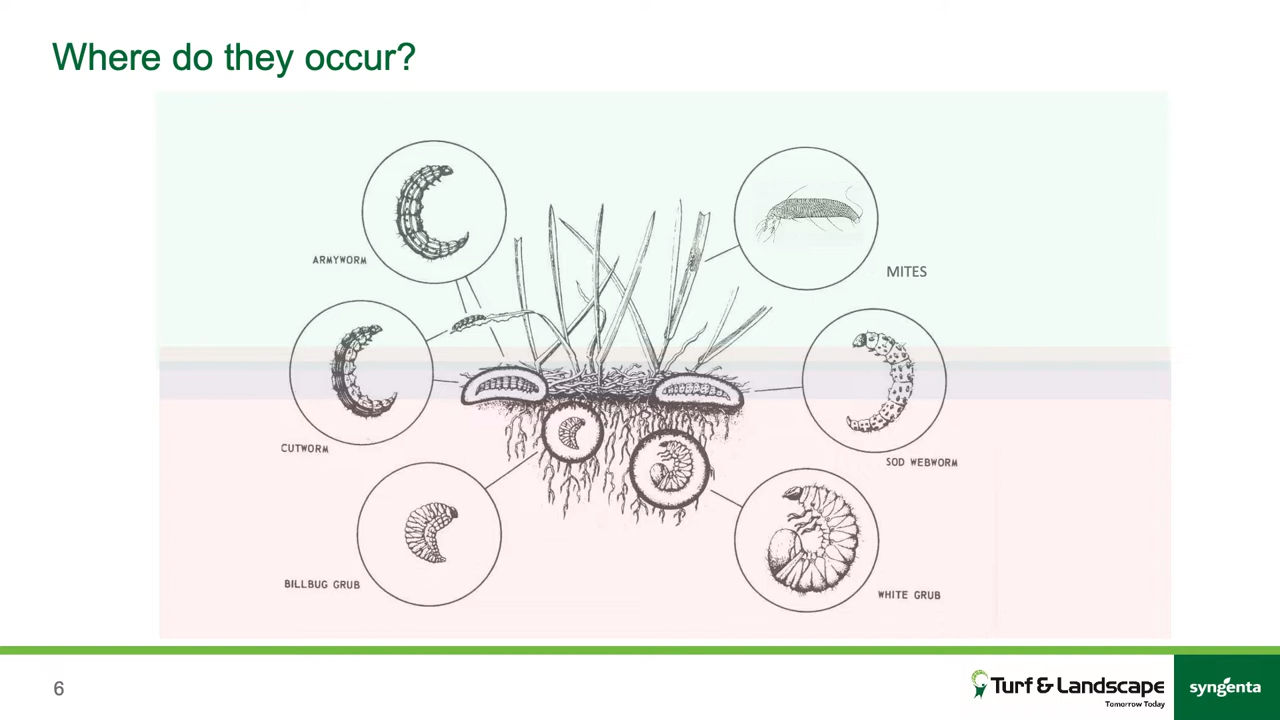 Where do they occur?
ARMYWORM
MITES
CUTWORM
SOD WEBWORM
BILLBUG GRUB
WHITE GRUB
6
Turf & Landscape
Tomorrow Today
syngenta